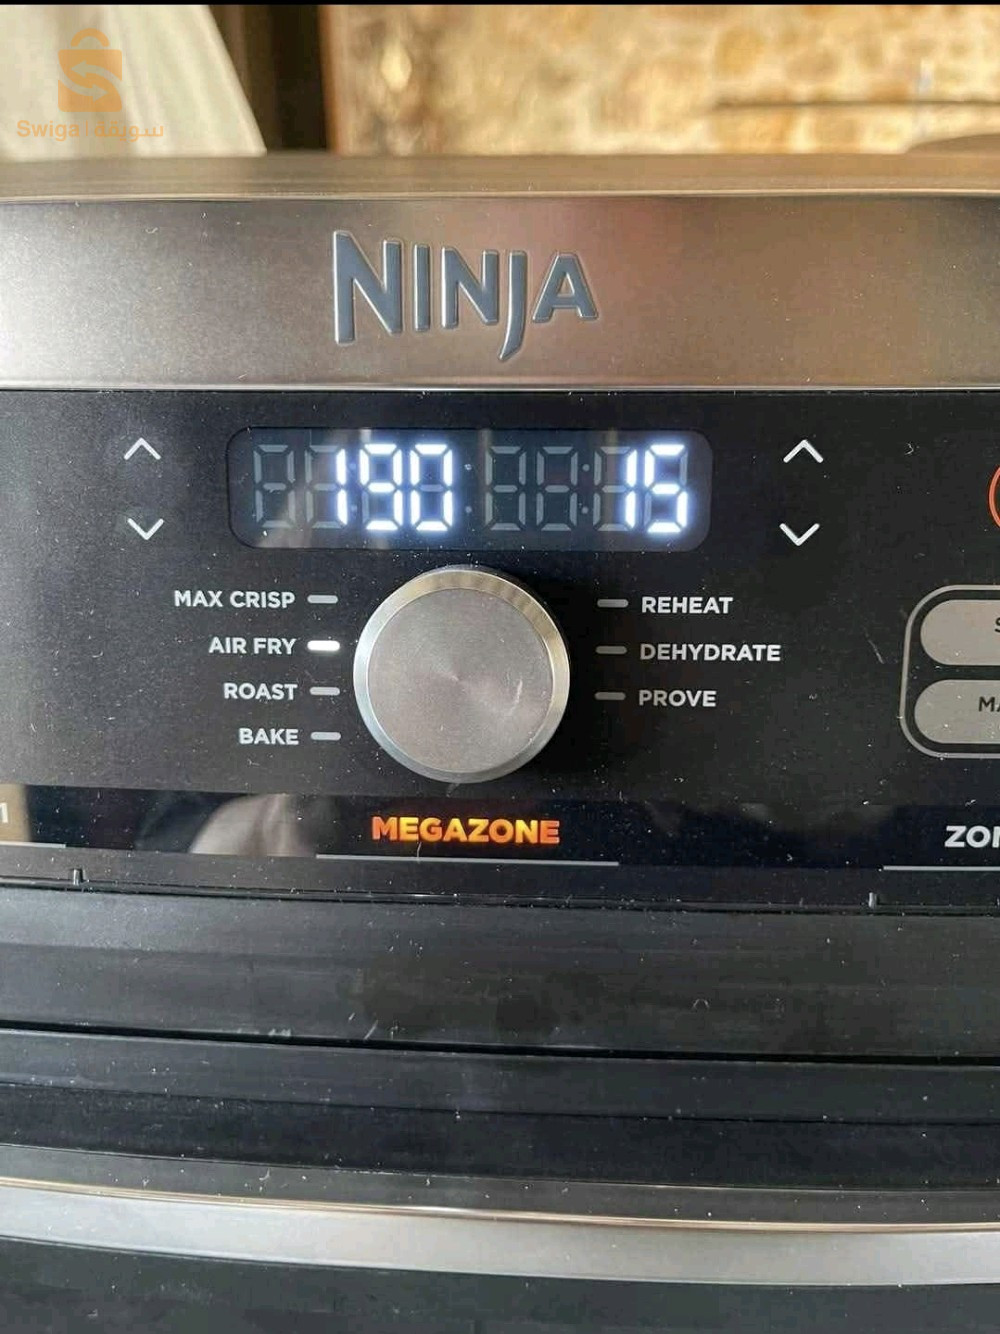 Swiga | سويقة
NINJA
190 15
MAX CRISP
REHEAT
AIR FRY
DEHYDRATE
ROAST
PROVE
BAKE
MEGAZONE